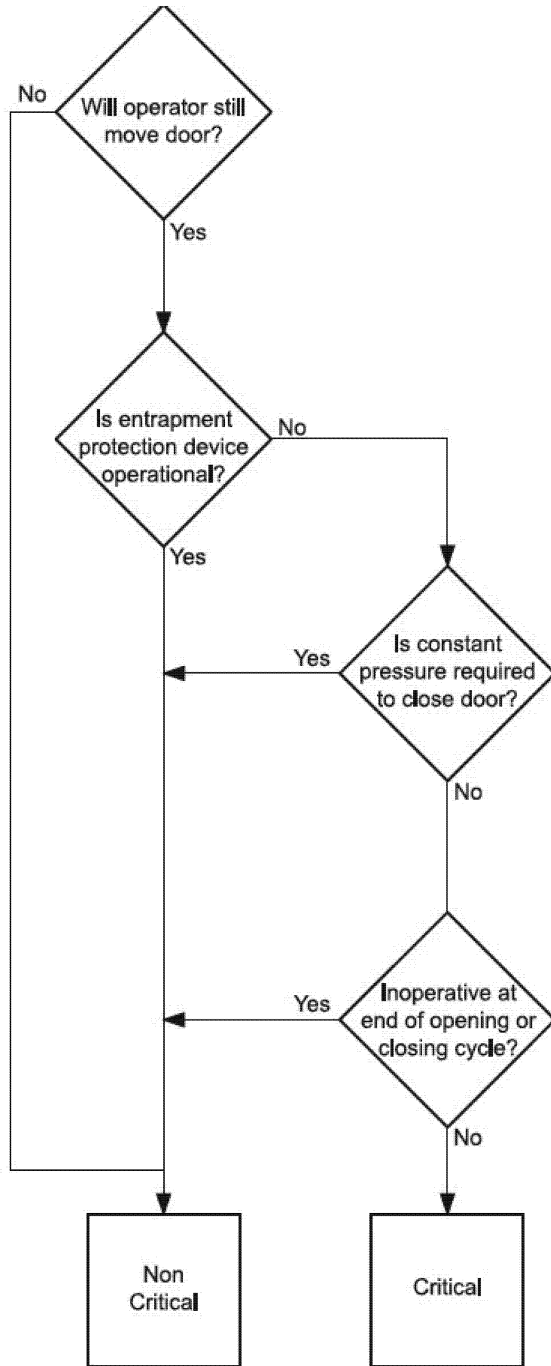 No
Will operator still
move door?
Yes
Is entrapment
protection device
operational?
No
Yes
Is constant
pressure required
to close door?
Yes
No
Inoperative at
end of opening or
closing cycle?
Yes
No
Non
Critical
Critical